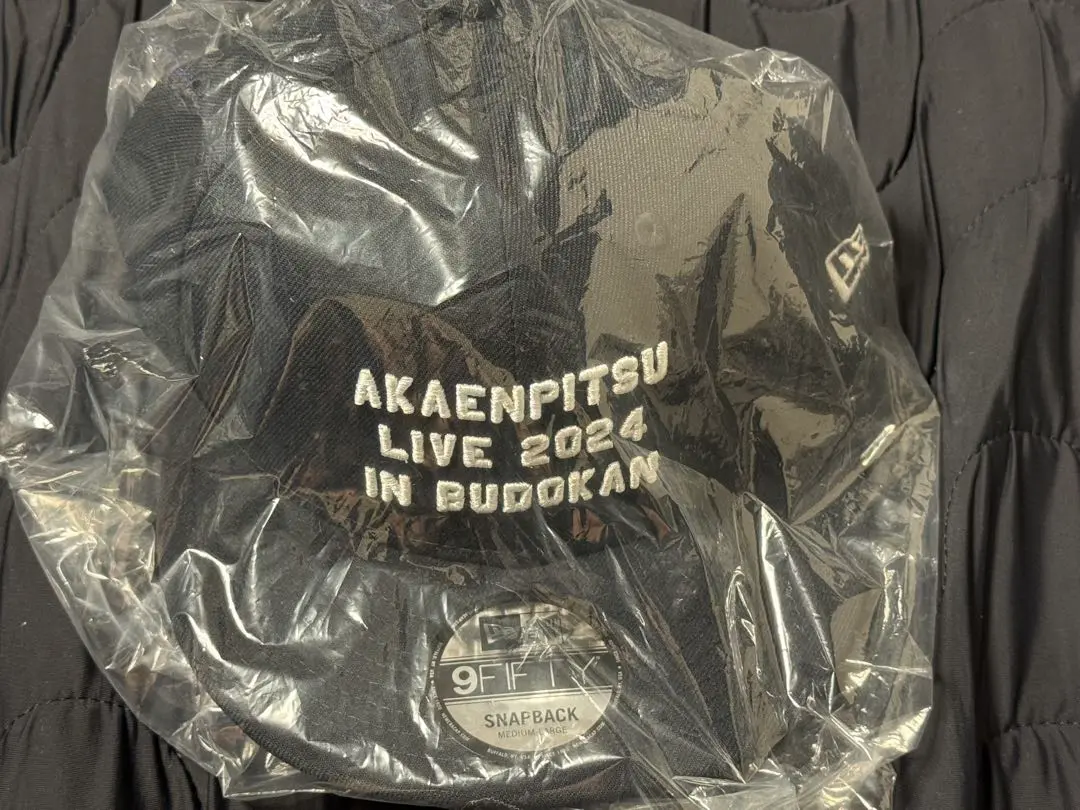 AKAENPITSU
LIVE 2024
IN BUDOKAN
9FIFTY
SNAPBACK
MEDIUM-LARGE